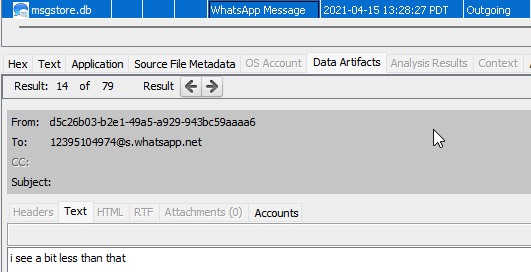 msgstore.db WhatsApp Message 2021-04-15 13:28:27 PDT Outgoing
Hex Text Application Source File Metadata OS Account Data Artifacts Analysis Results Context
Result: 14 of 79 Result
From: d5c26b03-b2e1-49a5-a929-943bc59aaaa6
To: 12395104974@s.whatsapp.net
CC:
Subject:
Headers Text HTML RTF Attachments (0) Accounts
i see a bit less than that